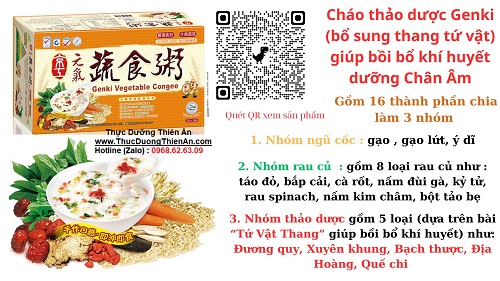 元氣
蔬食粥
Genki Vegetable Congee
Thực Dưỡng Thiên Ân
www.ThucDuongThienAn.com
Hotline (Zalo) : 0968.62.63.09
Quét QR xem sản phẩm
Cháo thảo dược Genki
(bổ sung thang tứ vật)
giúp bồi bổ khí huyết
dưỡng Chân Âm
Gồm 16 thành phần chia
làm 3 nhóm
1. Nhóm ngũ cốc : gạo , gạo lứt, ý dĩ
2. Nhóm rau củ : gồm 8 loại rau củ như :
táo đỏ, bắp cải, cà rốt, nấm đùi gà, kỷ tử,
rau spinach, nấm kim châm, bột tảo bẹ
3. Nhóm thảo dược gồm 5 loại (dựa trên bài
“Tứ Vật Thang” giúp bồi bổ khí huyết) như:
Đương quy, Xuyên khung, Bạch thược, Địa
Hoàng, Quế chi